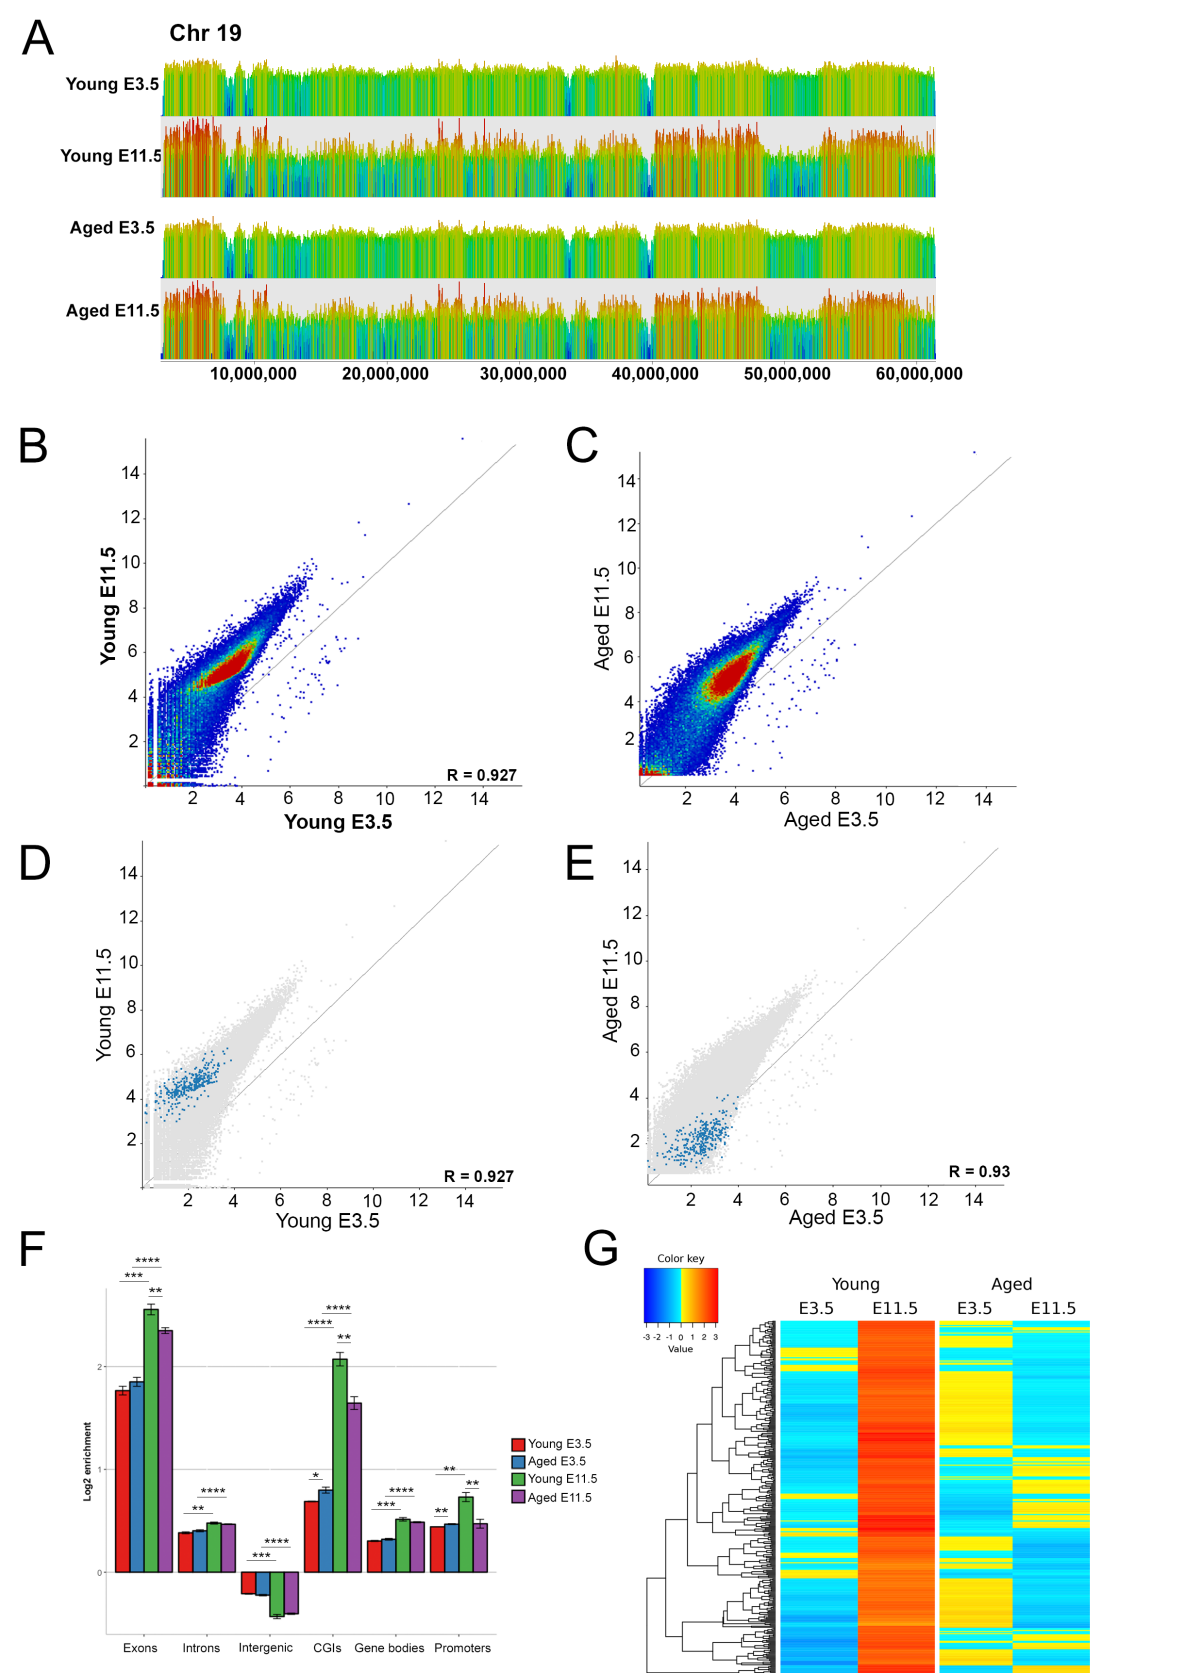 A
Chr 19
Young E3.5
Young E11.5
Aged E3.5
Aged E11.5
10,000,000 20,000,000 30,000,000 40,000,000 50,000,000 60,000,000
B
Young E11.5
14
12
10
8
6
4
2
R = 0.927
2 4 6 8 10 12 14
Young E3.5
C
Aged E11.5
14
12
10
8
6
4
2
2 4 6 8 10 12 14
Aged E3.5
D
Young E11.5
14
12
10
8
6
4
2
R = 0.927
2 4 6 8 10 12 14
Young E3.5
E
Aged E11.5
14
12
10
8
6
4
2
R = 0.93
2 4 6 8 10 12 14
Aged E3.5
F
Log2 enrichment
2
1
0
**** 
***
**
****
**
****
***
****
****
**
*
****
***
**
**
**
Exons Introns Intergenic CGIs Gene bodies Promoters
Young E3.5
Aged E3.5
Young E11.5
Aged E11.5
G
Color key
-3 -2 -1 0 1 2 3
Value
Young Aged
E3.5 E11.5 E3.5 E11.5